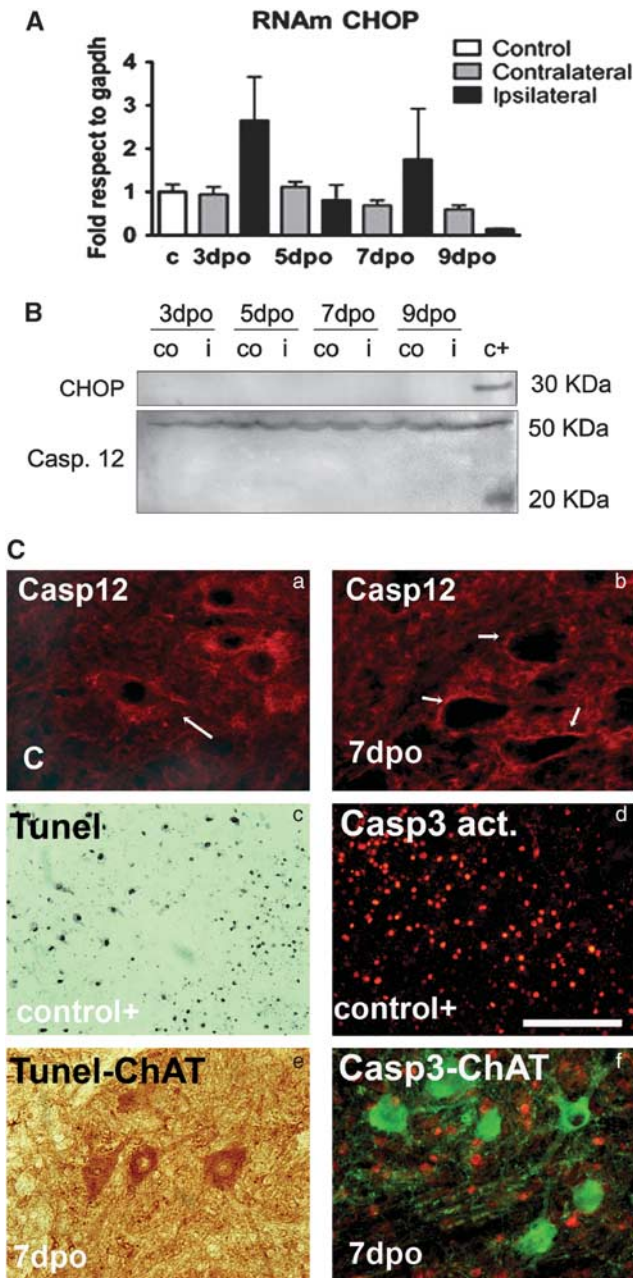 A
RNAm CHOP
Control
Contralateral
Ipsilateral
Fold respect to gapdh
4
3
2
1
0
c 3dpo 5dpo 7dpo 9dpo
B
3dpo 5dpo 7dpo 9dpo
co i co i co i co i c+
CHOP
30 KDa
50 KDa
Casp. 12
20 KDa
C
Casp12 a
C
Casp12 b
7dpo
Tunel c
control+
Casp3 act. d
control+
Tunel-ChAT e
7dpo
Casp3-ChAT f
7dpo